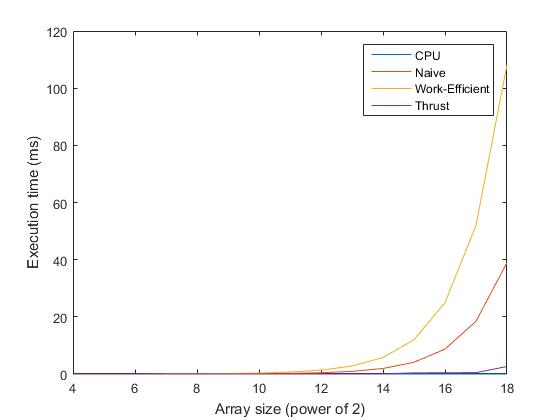 120
100
80
60
40
20
0
Execution time (ms)
CPU
Naive
Work-Efficient
Thrust
4 6 8 10 12 14 16 18
Array size (power of 2)